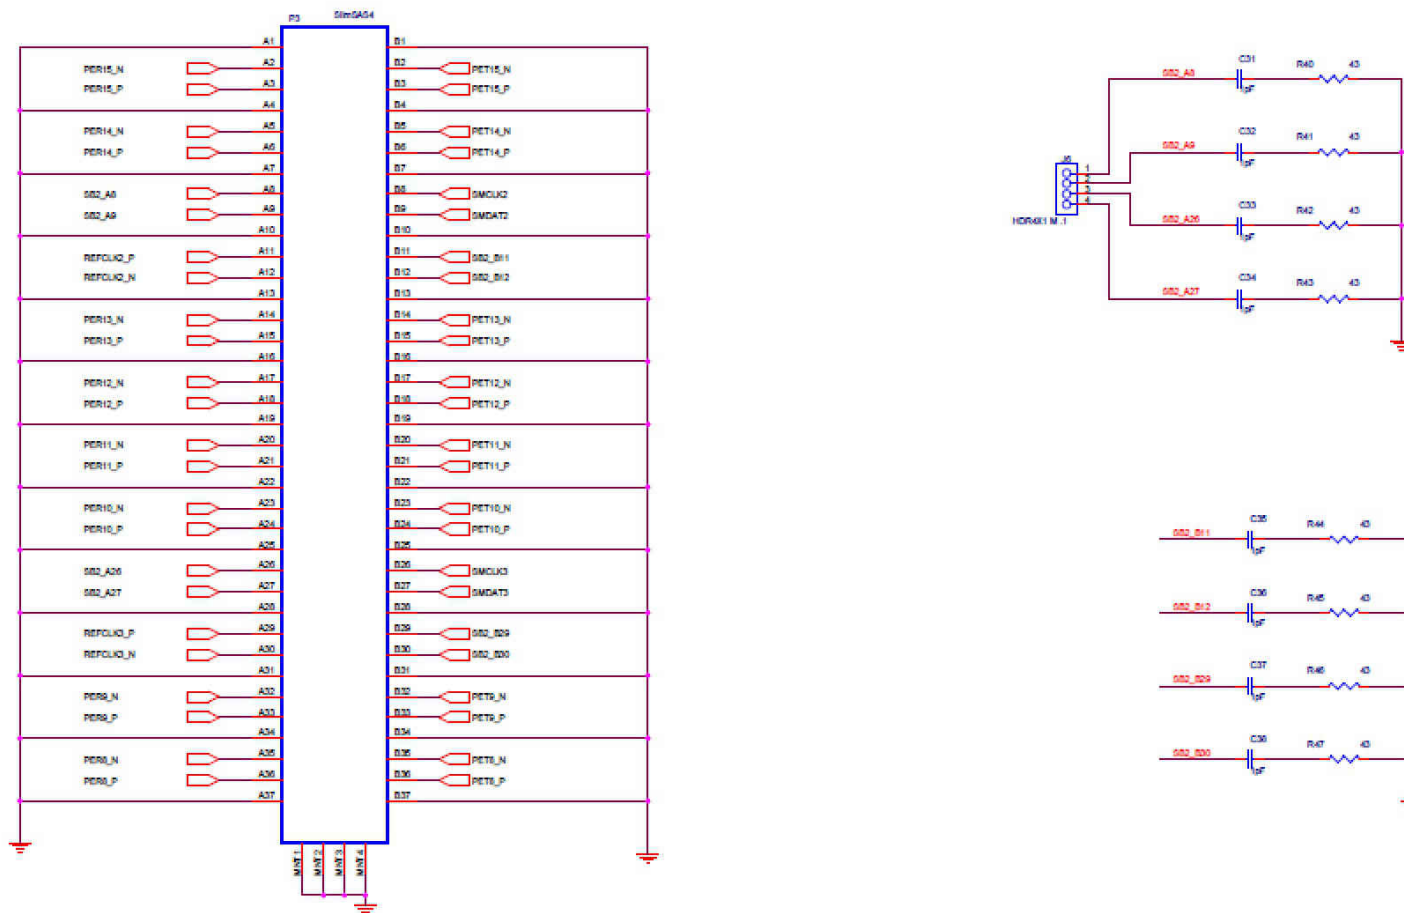 P3 SlimSAS4
A1 B1
PER15_N A2 B2 PET15_N
PER15_P A3 B3 PET15_P
A4 B4
PER14_N A5 B5 PET14_N
PER14_P A6 B6 PET14_P
A7 B7
SB2_A8 A8 B8 SMCLK2
SB2_A9 A9 B9 SMDAT2
A10 B10
REFCLK2_P A11 B11 SB2_B11
REFCLK2_N A12 B12 SB2_B12
A13 B13
PER13_N A14 B14 PET13_N
PER13_P A15 B15 PET13_P
A16 B16
PER12_N A17 B17 PET12_N
PER12_P A18 B18 PET12_P
A19 B19
PER11_N A20 B20 PET11_N
PER11_P A21 B21 PET11_P
A22 B22
PER10_N A23 B23 PET10_N
PER10_P A24 B24 PET10_P
A25 B25
SB2_A26 A26 B26 SMCLK3
SB2_A27 A27 B27 SMDAT3
A28 B28
REFCLK3_P A29 B29 SB2_B29
REFCLK3_N A30 B30 SB2_B30
A31 B31
PER9_N A32 B32 PET9_N
PER9_P A33 B33 PET9_P
A34 B34
PER8_N A35 B35 PET8_N
PER8_P A36 B36 PET8_P
A37 B37
MNT1 MNT2 MNT3 MNT4
SB2_A8 C31 1pF R40 43
SB2_A9 C32 1pF R41 43
J6
1
2
3
4
HDR4X1 M .1
SB2_A26 C33 1pF R42 43
SB2_A27 C34 1pF R43 43
SB2_B11 C35 1pF R44 43
SB2_B12 C36 1pF R45 43
SB2_B29 C37 1pF R46 43
SB2_B30 C38 1pF R47 43